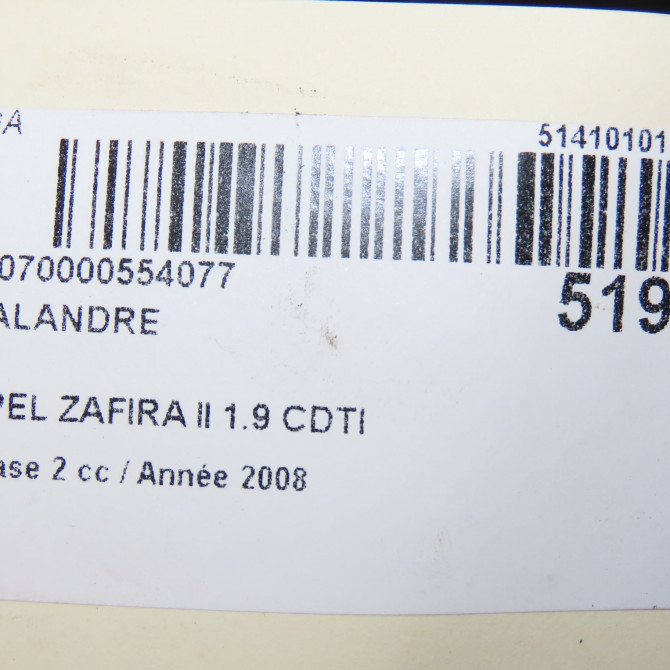 51410101
070000554077
519
ALANDRE
PEL ZAFIRA II 1.9 CDTI
ase 2 cc / Année 2008